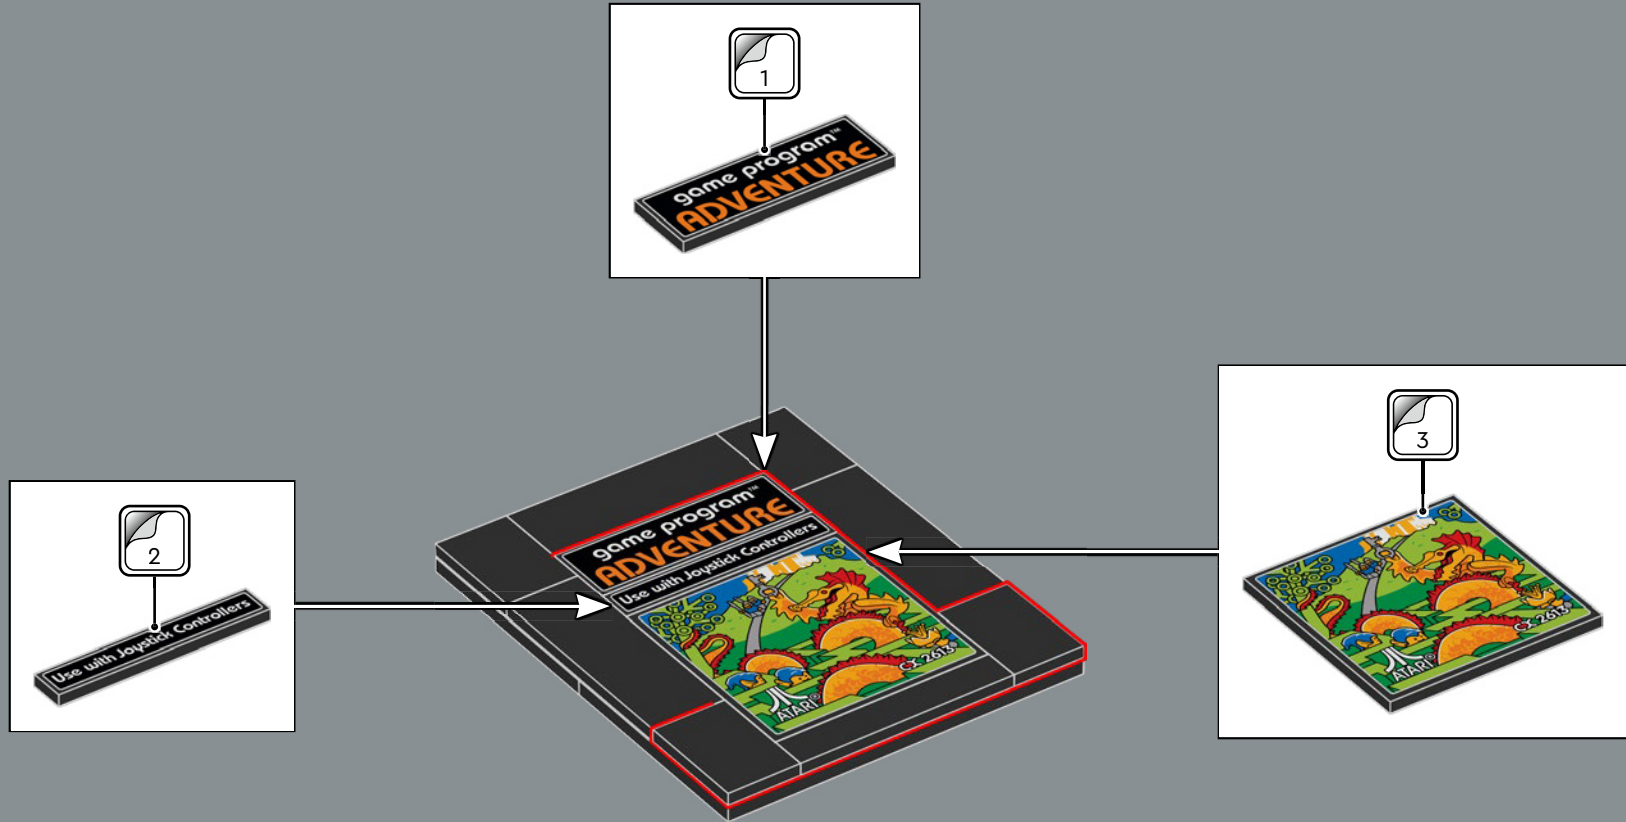 1
game program™
ADVENTURE
2
Use with Joystick Controllers
3
CX 2613
ATARI®
game program™
ADVENTURE
Use with Joystick Controllers
CX 2613
ATARI®